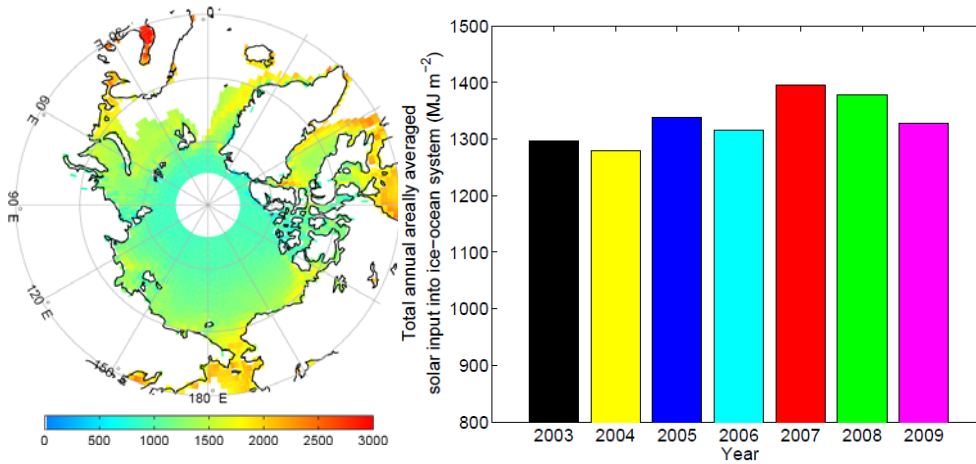 0
30° E
60° E
90° E
120° E
150° E
180° E
0 500 1000 1500 2000 2500 3000
Total annual areally averaged
solar input into ice-ocean system (MJ m−2)
1500
1400
1300
1200
1100
1000
900
800
2003 2004 2005 2006 2007 2008 2009
Year